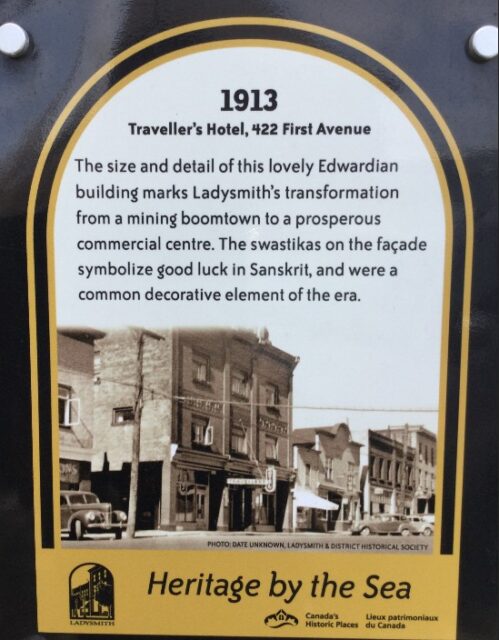 1913
Traveller's Hotel, 422 First Avenue
The size and detail of this lovely Edwardian
building marks Ladysmith's transformation
from a mining boomtown to a prosperous
commercial centre. The swastikas on the façade
symbolize good luck in Sanskrit, and were a
common decorative element of the era.
PHOTO: DATE UNKNOWN, LADYSMITH & DISTRICT HISTORICAL SOCIETY
LADYSMITH
Heritage by the Sea
Canada's
Historic Places
Lieux patrimoniaux
du Canada